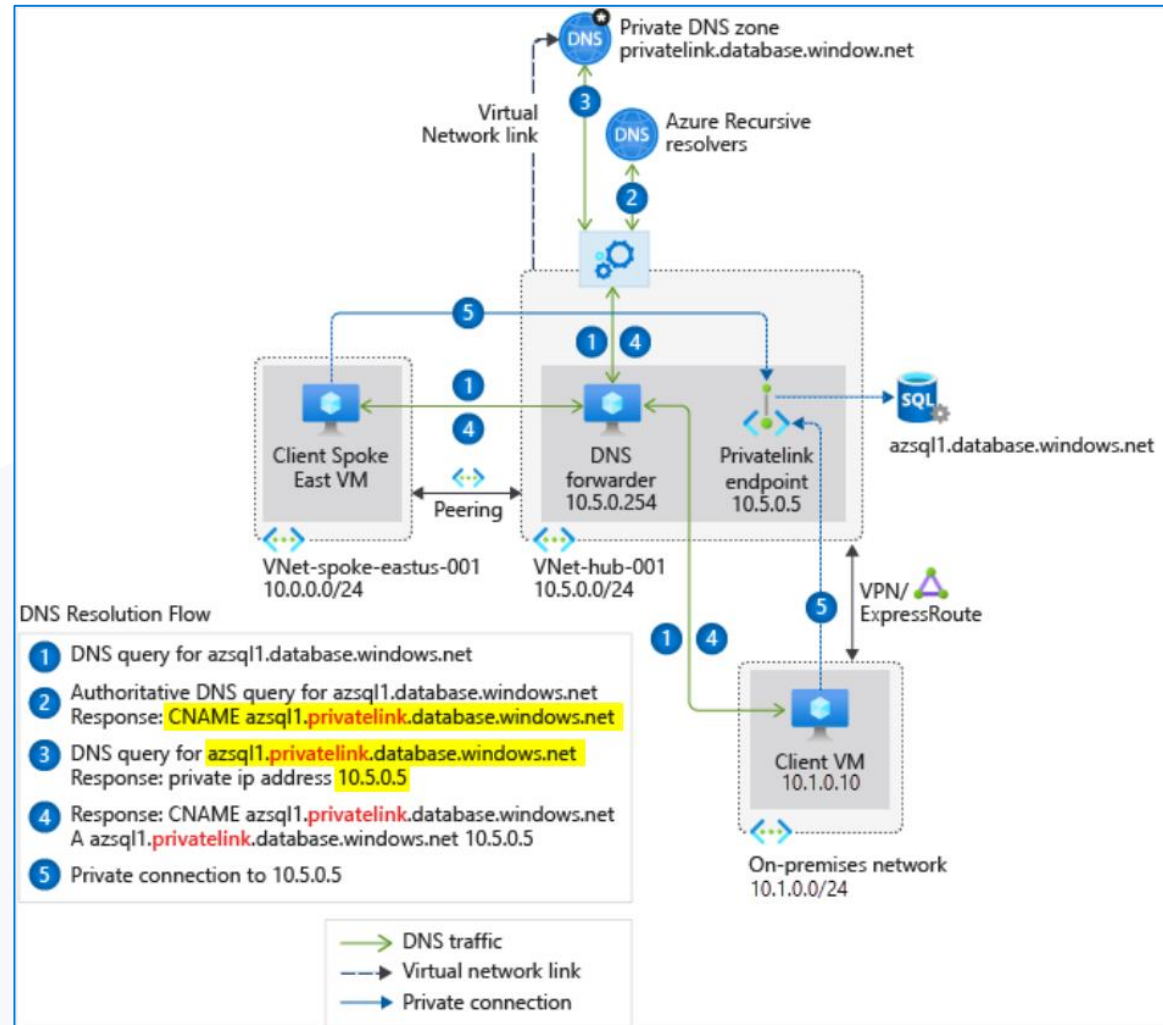 DNS
Private DNS zone
privatelink.database.window.net
3
Virtual
Network link
DNS
Azure Recursive
resolvers
2
5
1 4
1
4
Client Spoke
East VM
Peering
DNS
forwarder
10.5.0.254
Privatelink
endpoint
10.5.0.5
SQL
azsql1.database.windows.net
VNet-spoke-eastus-001
10.0.0.0/24
VNet-hub-001
10.5.0.0/24
VPN/
ExpressRoute
5
1 4
Client VM
10.1.0.10
On-premises network
10.1.0.0/24
DNS Resolution Flow
1 DNS query for azsql1.database.windows.net
2 Authoritative DNS query for azsql1.database.windows.net
Response: CNAME azsql1.privatelink.database.windows.net
3 DNS query for azsql1.privatelink.database.windows.net
Response: private ip address 10.5.0.5
4 Response: CNAME azsql1.privatelink.database.windows.net
A azsql1.privatelink.database.windows.net 10.5.0.5
5 Private connection to 10.5.0.5
DNS traffic
Virtual network link
Private connection